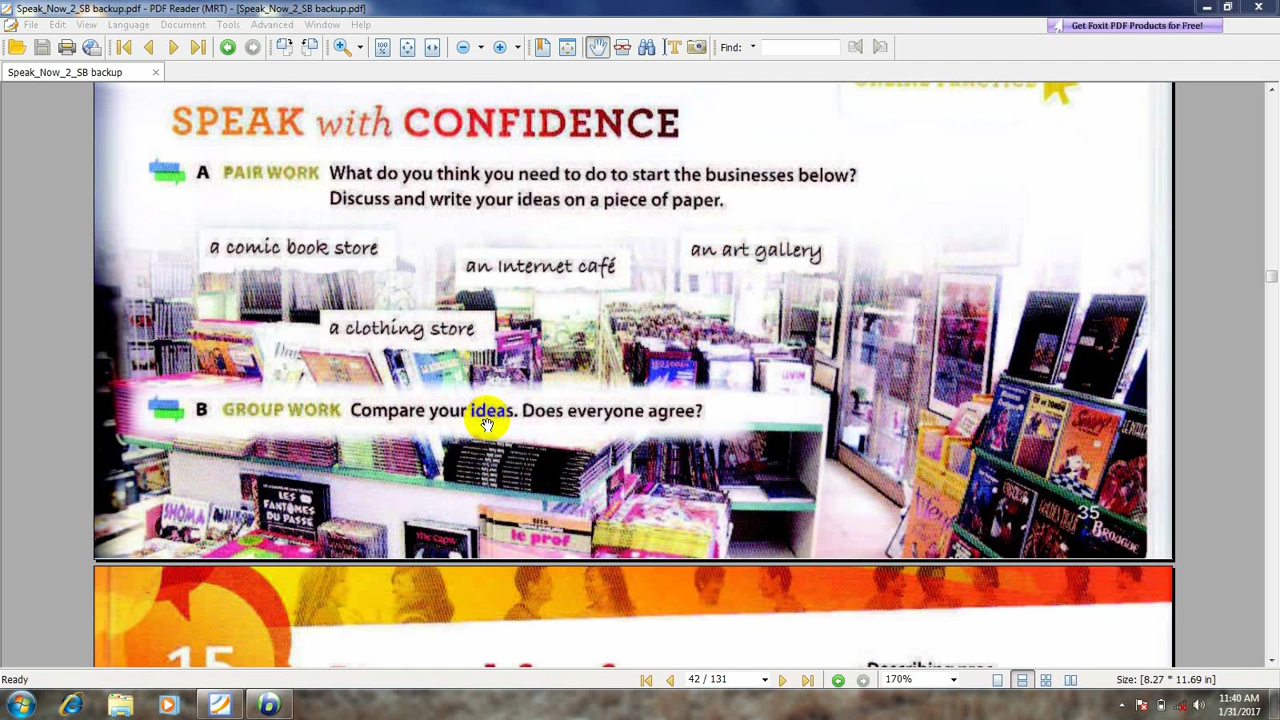 Speak_Now_2_SB backup.pdf - PDF Reader (MRT) - [Speak_Now_2_SB backup.pdf]
File Edit View Language Document Tools Advanced Window Help
Get Foxit PDF Products for Free!
Find:
Speak_Now_2_SB backup
ONLINE PRACTICE
SPEAK with CONFIDENCE
A PAIR WORK What do you think you need to do to start the businesses below?
Discuss and write your ideas on a piece of paper.
a comic book store
an Internet café
an art gallery
a clothing store
B GROUP WORK Compare your ideas. Does everyone agree?
LES
FANTÔMES
DU PASSÉ
SHOMA
le prof
35
15
Ready
42 / 131
170%
Size: [8.27 * 11.69 in]
11:40 AM
1/31/2017